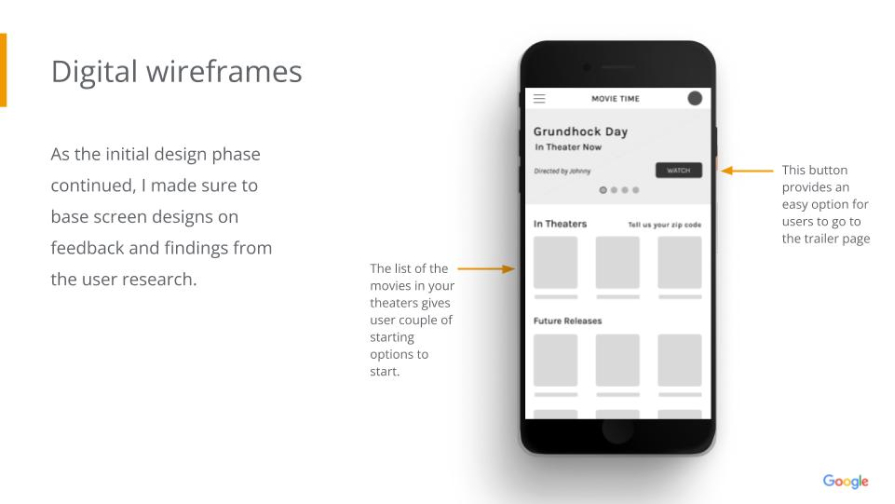 Digital wireframes
As the initial design phase
continued, I made sure to
base screen designs on
feedback and findings from
the user research.
The list of the
movies in your
theaters gives
user couple of
starting
options to
start.
MOVIE TIME
Grundhock Day
In Theater Now
Directed by Johnny
WATCH
In Theaters
Tell us your zip code
Future Releases
This button
provides an
easy option for
users to go to
the trailer page
Google